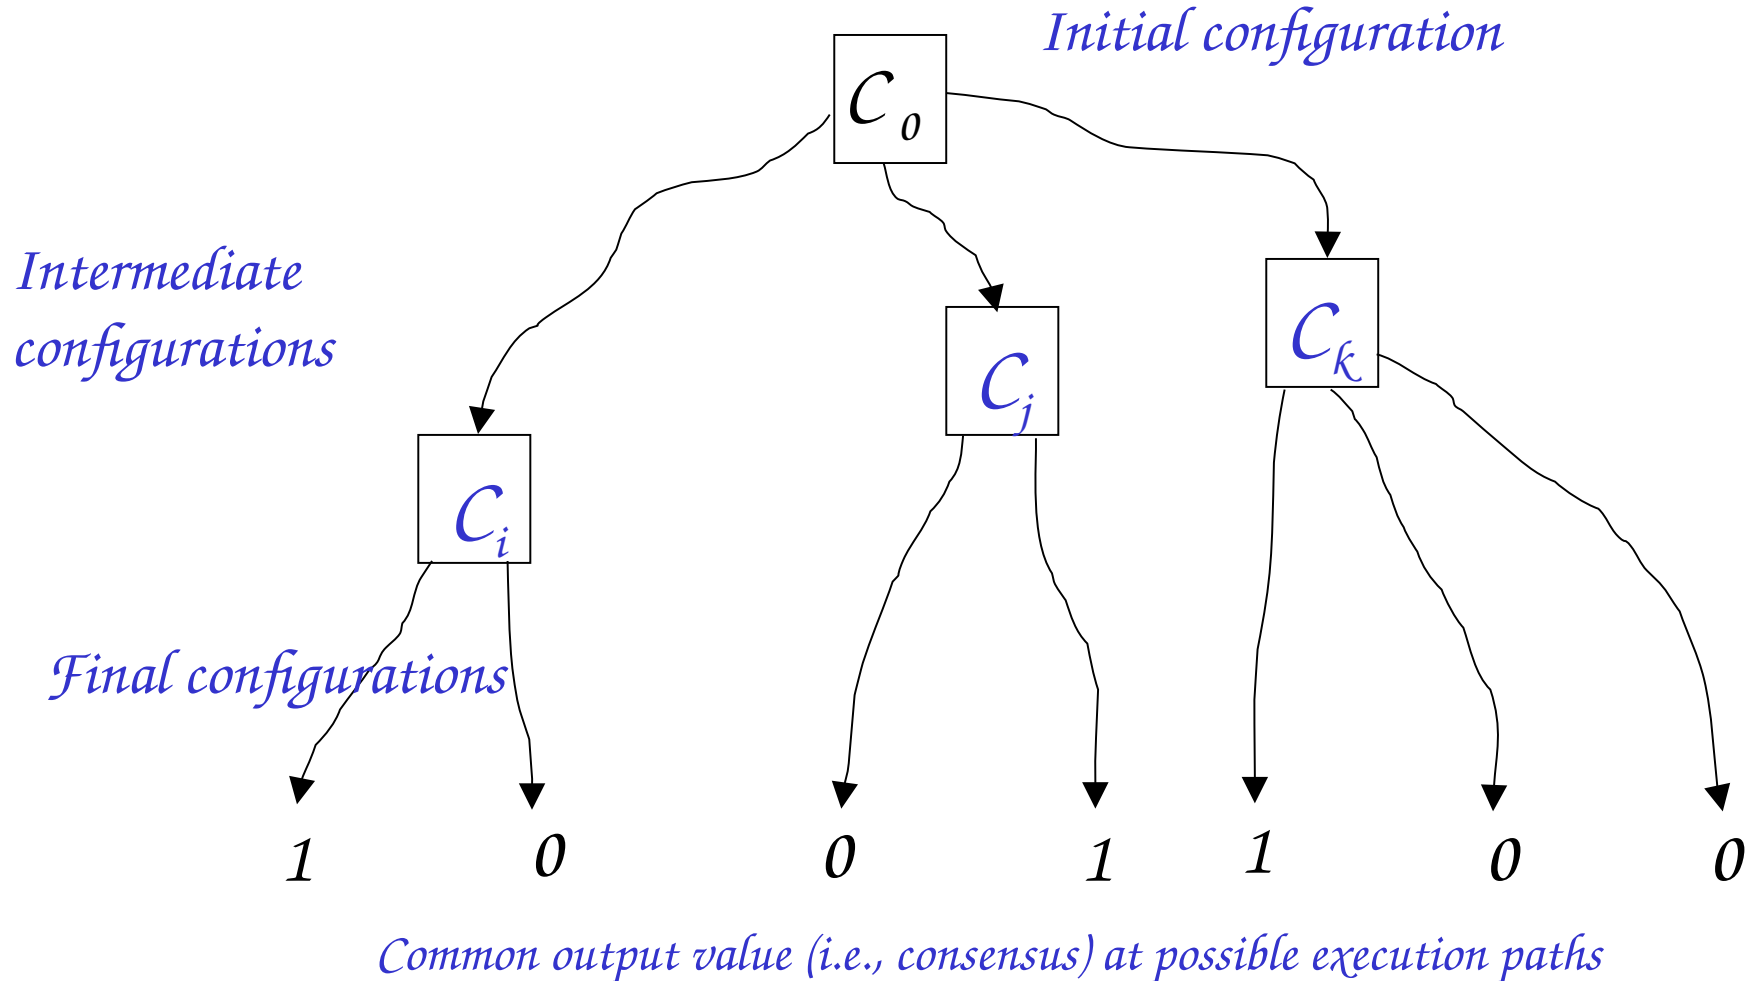 Initial configuration
C0
Intermediate
configurations
Ck
Cj
Ci
Final configurations
1 0 0 1 1 0 0
Common output value (i.e., consensus) at possible execution paths